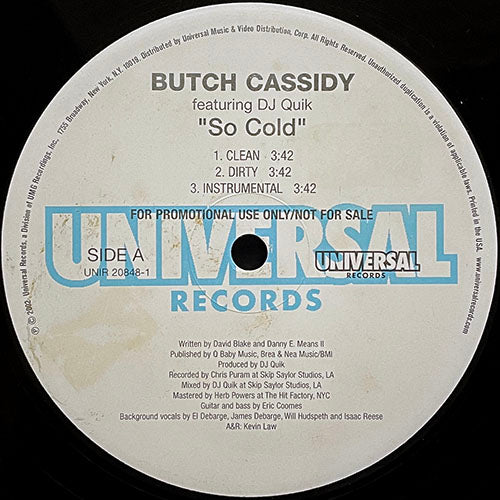 ℗ © 2002, Universal Records, a Division of UMG Recordings, Inc., 1755 Broadway, New York, N.Y. 10019. Distributed by Universal Music & Video Distribution, Corp. All Rights Reserved. Unauthorized duplication is a violation of applicable laws. Printed in the U.S.A. www.universalrecords.com
BUTCH CASSIDY
featuring DJ Quik
"So Cold"
1. CLEAN 3:42
2. DIRTY 3:42
3. INSTRUMENTAL 3:42
FOR PROMOTIONAL USE ONLY/NOT FOR SALE
UNIVERSAL
RECORDS
SIDE A
UNIR 20848-1
UNIVERSAL
RECORDS
Written by David Blake and Danny E. Means II
Published by Q Baby Music, Brea & Nea Music/BMI
Produced by DJ Quik
Recorded by Chris Puram at Skip Saylor Studios, LA
Mixed by DJ Quik at Skip Saylor Studios, LA
Mastered by Herb Powers at The Hit Factory, NYC
Guitar and bass by Eric Coomes
Background vocals by El Debarge, James Debarge, Will Hudspeth and Isaac Reese
A&R: Kevin Law